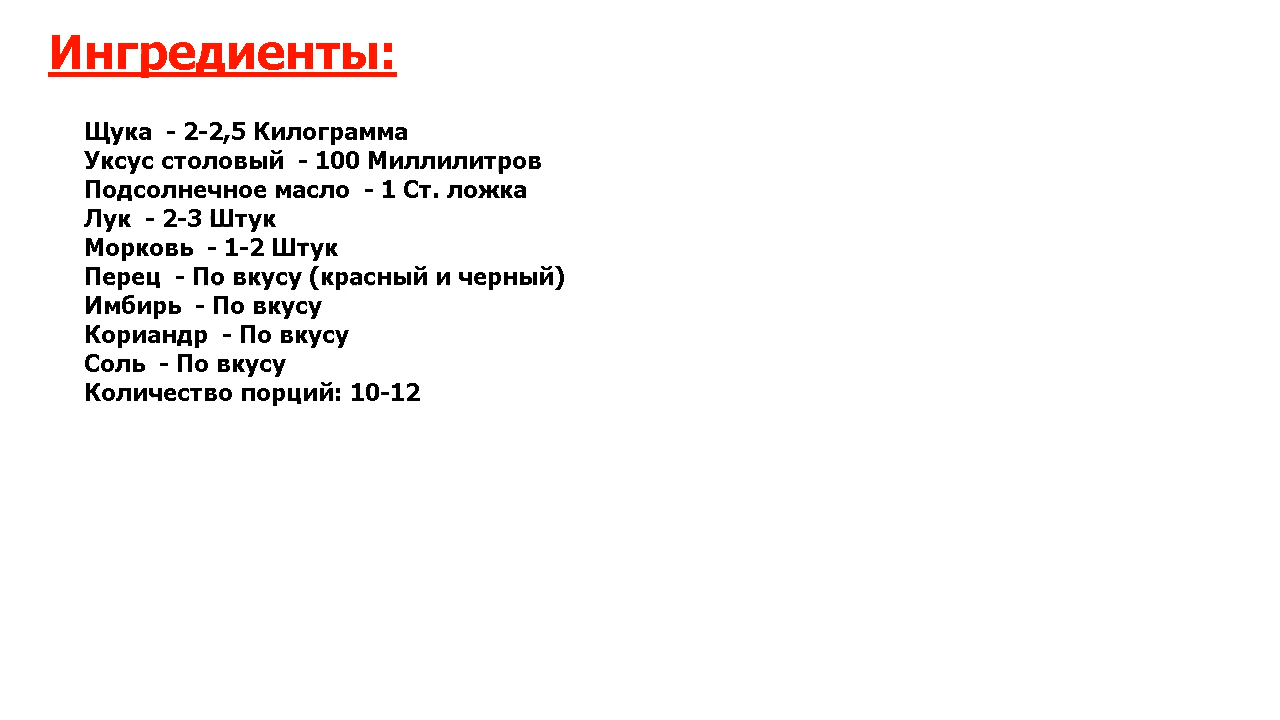 Ингредиенты:
Щука  - 2-2,5 Килограмма
Уксус столовый  - 100 Миллилитров
Подсолнечное масло  - 1 Ст. ложка
Лук  - 2-3 Штук
Морковь  - 1-2 Штук
Перец  - По вкусу (красный и черный)
Имбирь  - По вкусу
Кориандр  - По вкусу
Соль  - По вкусу
Количество порций: 10-12